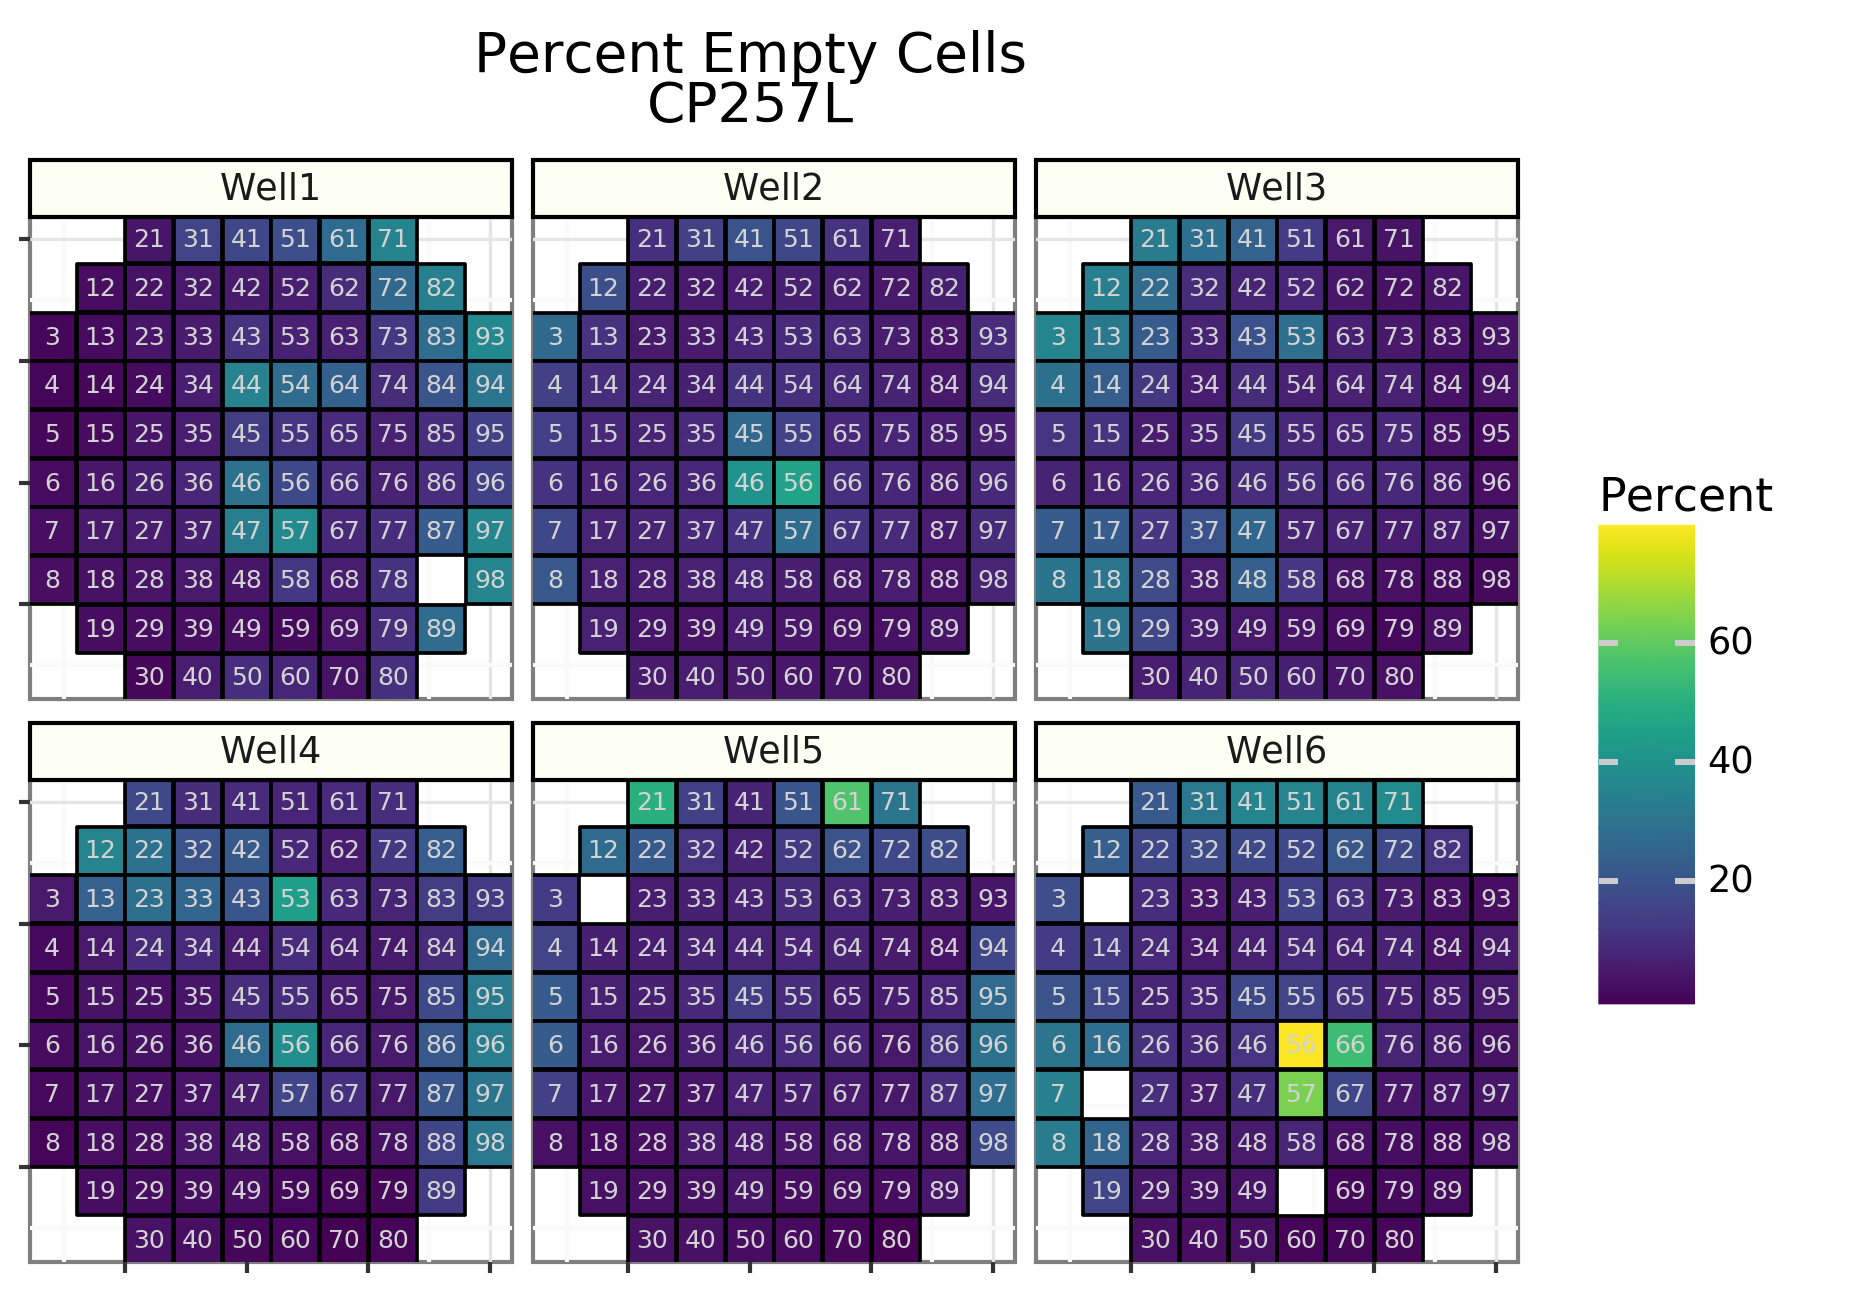 Percent Empty Cells
CP257L
Well1 Well2 Well3
21 31 41 51 61 71 21 31 41 51 61 71 21 31 41 51 61 71
12 22 32 42 52 62 72 82 12 22 32 42 52 62 72 82 12 22 32 42 52 62 72 82
3 13 23 33 43 53 63 73 83 93 3 13 23 33 43 53 63 73 83 93 3 13 23 33 43 53 63 73 83 93
4 14 24 34 44 54 64 74 84 94 4 14 24 34 44 54 64 74 84 94 4 14 24 34 44 54 64 74 84 94
5 15 25 35 45 55 65 75 85 95 5 15 25 35 45 55 65 75 85 95 5 15 25 35 45 55 65 75 85 95
6 16 26 36 46 56 66 76 86 96 6 16 26 36 46 56 66 76 86 96 6 16 26 36 46 56 66 76 86 96
7 17 27 37 47 57 67 77 87 97 7 17 27 37 47 57 67 77 87 97 7 17 27 37 47 57 67 77 87 97
8 18 28 38 48 58 68 78 98 8 18 28 38 48 58 68 78 88 98 8 18 28 38 48 58 68 78 88 98
19 29 39 49 59 69 79 89 19 29 39 49 59 69 79 89 19 29 39 49 59 69 79 89
30 40 50 60 70 80 30 40 50 60 70 80 30 40 50 60 70 80
Well4 Well5 Well6
21 31 41 51 61 71 21 31 41 51 61 71 21 31 41 51 61 71
12 22 32 42 52 62 72 82 12 22 32 42 52 62 72 82 12 22 32 42 52 62 72 82
3 13 23 33 43 53 63 73 83 93 3 23 33 43 53 63 73 83 93 3 23 33 43 53 63 73 83 93
4 14 24 34 44 54 64 74 84 94 4 14 24 34 44 54 64 74 84 94 4 14 24 34 44 54 64 74 84 94
5 15 25 35 45 55 65 75 85 95 5 15 25 35 45 55 65 75 85 95 5 15 25 35 45 55 65 75 85 95
6 16 26 36 46 56 66 76 86 96 6 16 26 36 46 56 66 76 86 96 6 16 26 36 46 56 66 76 86 96
7 17 27 37 47 57 67 77 87 97 7 17 27 37 47 57 67 77 87 97 7 27 37 47 57 67 77 87 97
8 18 28 38 48 58 68 78 88 98 8 18 28 38 48 58 68 78 88 98 8 18 28 38 48 58 68 78 88 98
19 29 39 49 59 69 79 89 19 29 39 49 59 69 79 89 19 29 39 49 69 79 89
30 40 50 60 70 80 30 40 50 60 70 80 30 40 50 60 70 80
Percent
60
40
20